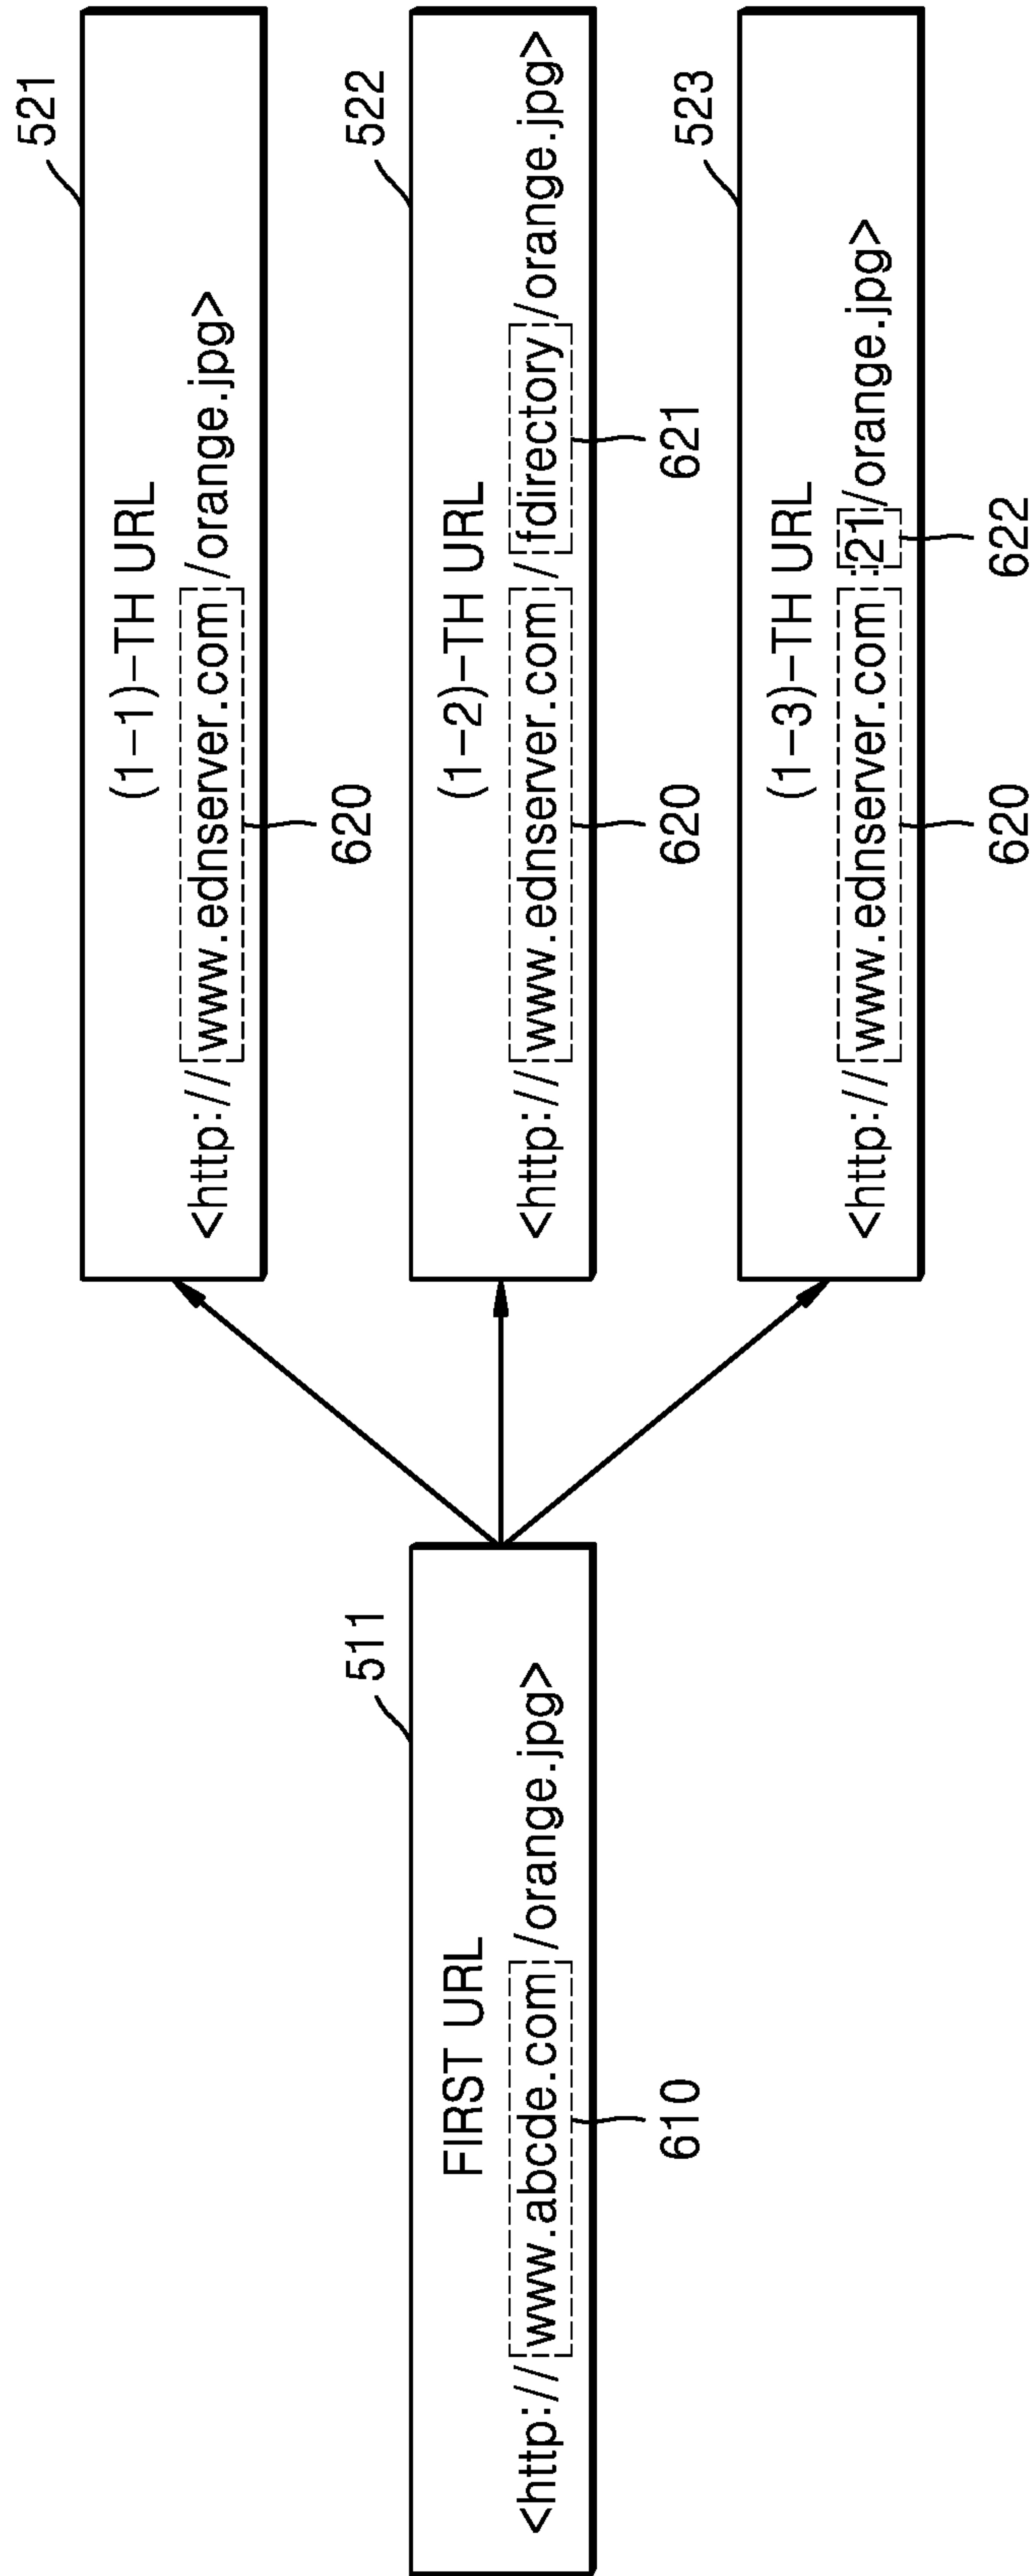 511
FIRST URL
<http://www.abcde.com/orange.jpg>
610
521
(1-1)-TH URL
<http://www.ednserver.com/orange.jpg>
620
522
(1-2)-TH URL
<http://www.ednserver.com/fdirectory/orange.jpg>
620
621
523
(1-3)-TH URL
<http://www.ednserver.com:21/orange.jpg>
620
622